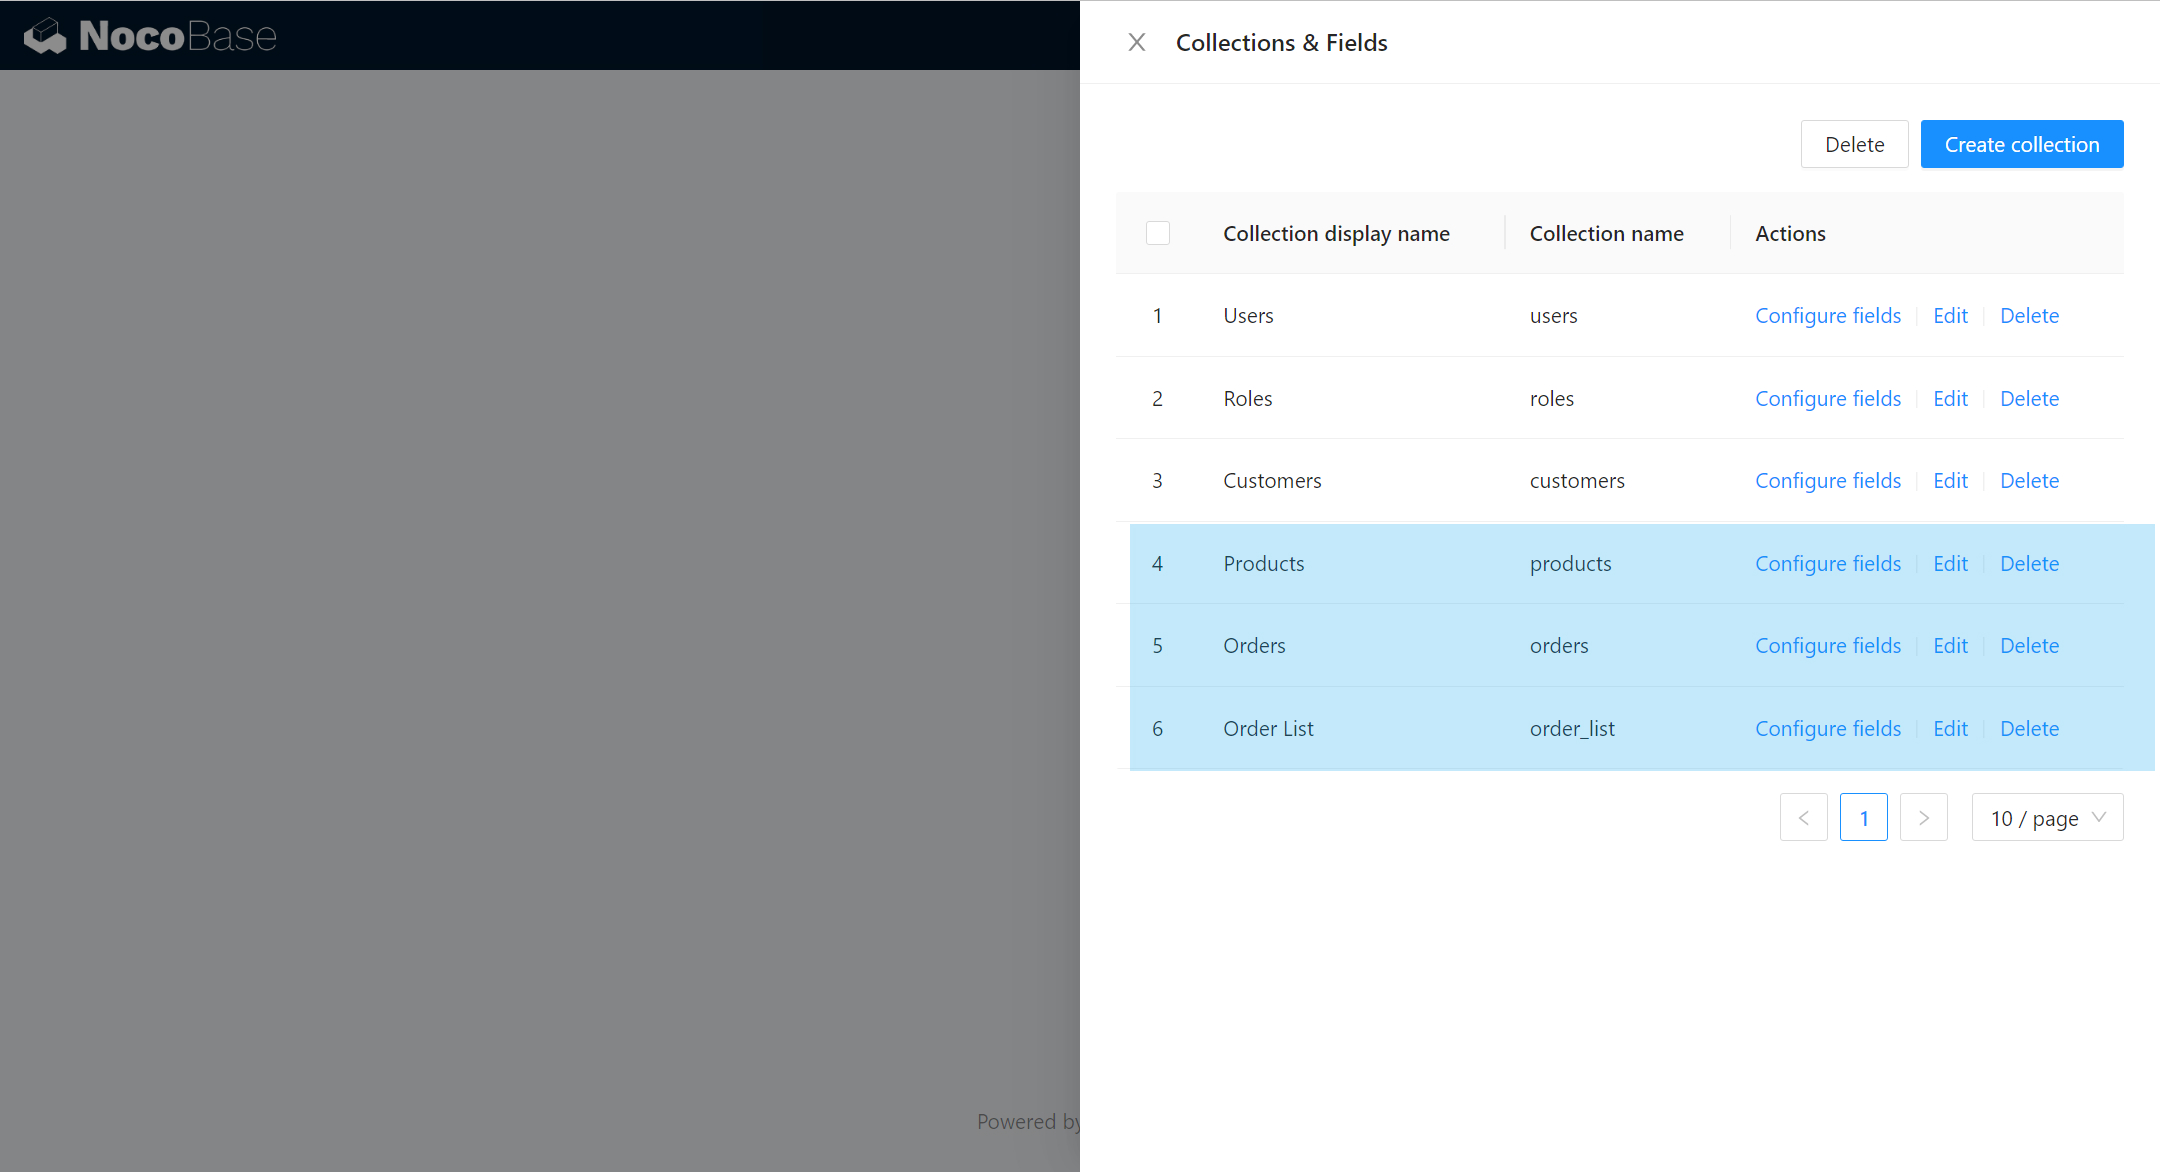 NocoBase
Collections & Fields
Delete Create collection
Collection display name Collection name Actions
1 Users users Configure fields Edit Delete
2 Roles roles Configure fields Edit Delete
3 Customers customers Configure fields Edit Delete
4 Products products Configure fields Edit Delete
5 Orders orders Configure fields Edit Delete
6 Order List order_list Configure fields Edit Delete
1 10 / page
Powered by